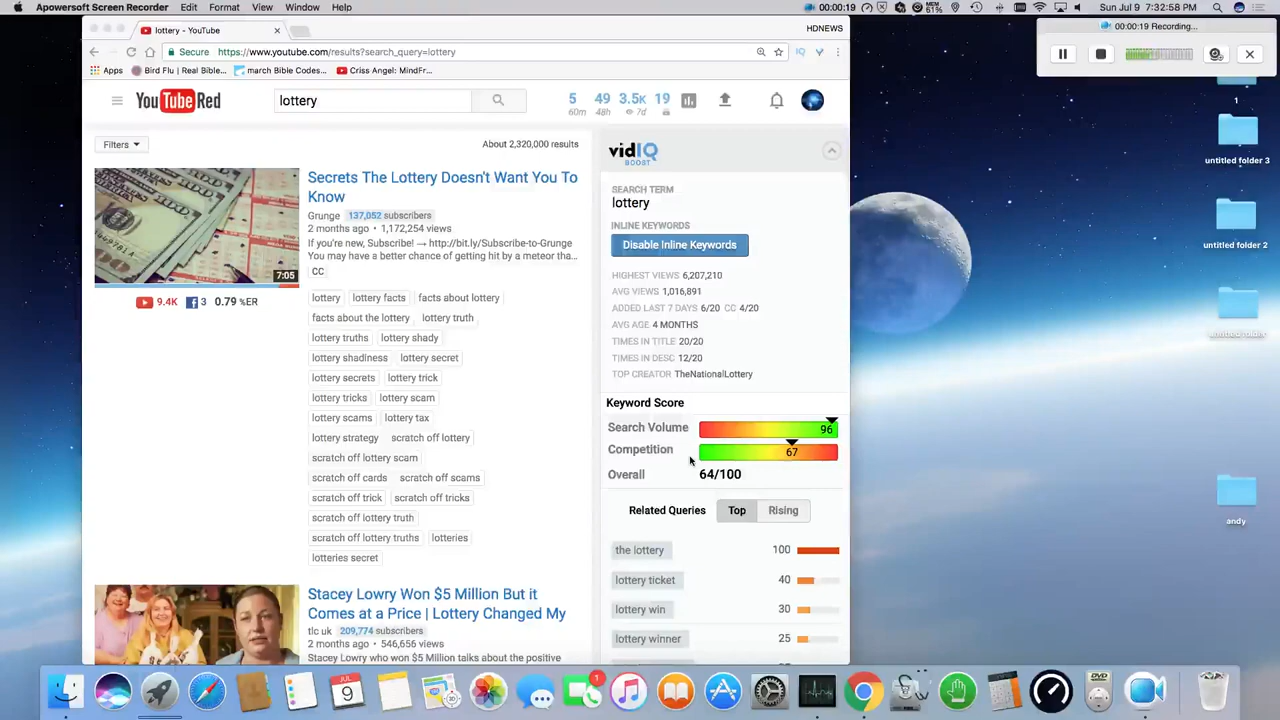 Apowersoft Screen Recorder Edit Format View Window Help 00:00:19 61% MEM Sun Jul 9 7:32:58 PM
00:00:19 Recording...
lottery - YouTube
HDNEWS
Secure https://www.youtube.com/results?search_query=lottery
Apps Bird Flu | Real Bible... march Bible Codes... Criss Angel: MindFr...
YouTube Red lottery 5 49 3.5K 19
60m 48h 7d
Filters
About 2,320,000 results
Secrets The Lottery Doesn't Want You To
Know
Grunge 137,052 subscribers
2 months ago • 1,172,254 views
If you're new, Subscribe! → http://bit.ly/Subscribe-to-Grunge
You may have a better chance of getting hit by a meteor tha...
CC
7:05
9.4K 3 0.79 %ER
lottery lottery facts facts about lottery
facts about the lottery lottery truth
lottery truths lottery shady
lottery shadiness lottery secret
lottery secrets lottery trick
lottery tricks lottery scam
lottery scams lottery tax
lottery strategy scratch off lottery
scratch off lottery scam
scratch off cards scratch off scams
scratch off trick scratch off tricks
scratch off lottery truth
scratch off lottery truths lotteries
lotteries secret
Stacey Lowry Won $5 Million But it
Comes at a Price | Lottery Changed My
tlc uk 209,774 subscribers
2 months ago • 546,656 views
Stacey Lowry who won $5 Million talks about the positive
vidIQ
BOOST
SEARCH TERM
lottery
INLINE KEYWORDS
Disable Inline Keywords
HIGHEST VIEWS 6,207,210
AVG VIEWS 1,016,891
ADDED LAST 7 DAYS 6/20 CC 4/20
AVG AGE 4 MONTHS
TIMES IN TITLE 20/20
TIMES IN DESC 12/20
TOP CREATOR TheNationalLottery
Keyword Score
Search Volume 96
Competition 67
Overall 64/100
Related Queries Top Rising
the lottery 100
lottery ticket 40
lottery win 30
lottery winner 25
1
untitled folder 3
untitled folder 2
untitled folder
andy
JUL
9
1
DVD